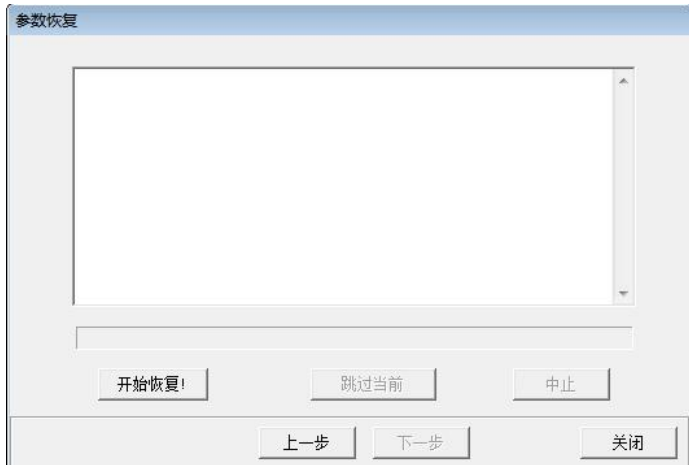 参数恢复
开始恢复!
跳过当前
中止
上一步
下一步
关闭